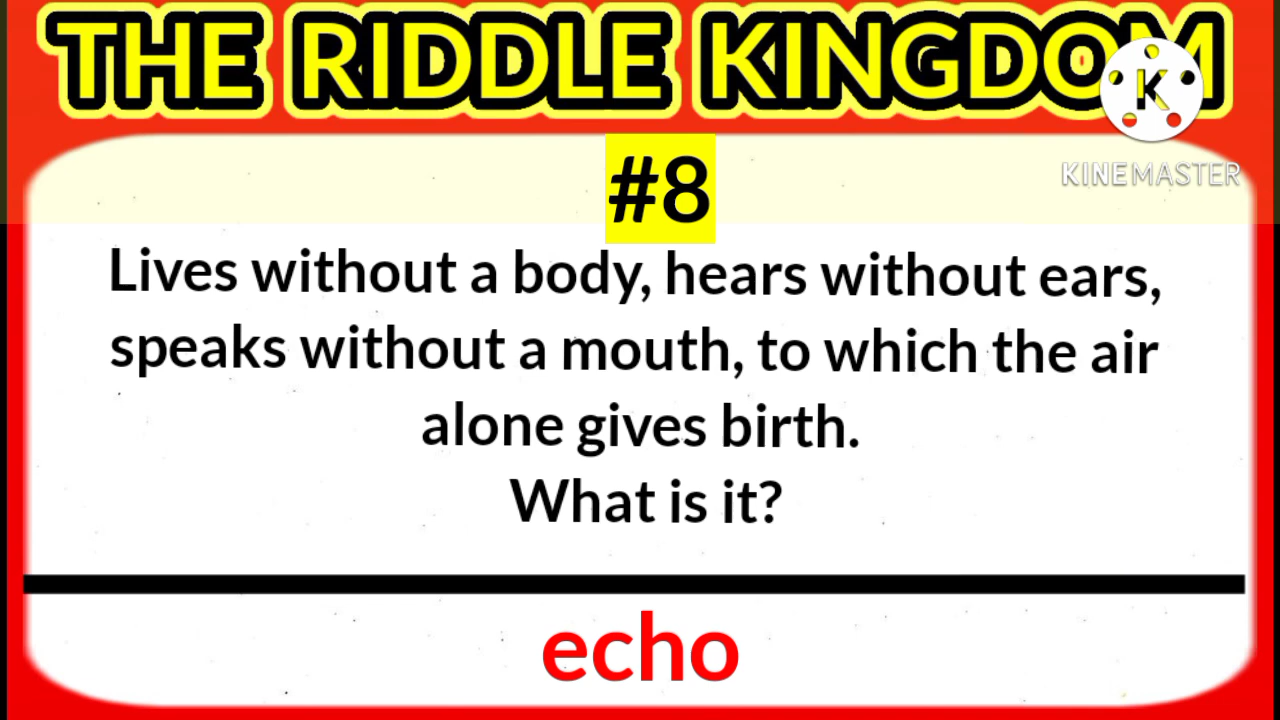 THE RIDDLE KINGDOM
K
KINEMASTER
#8
Lives without a body, hears without ears,
speaks without a mouth, to which the air
alone gives birth.
What is it?
echo